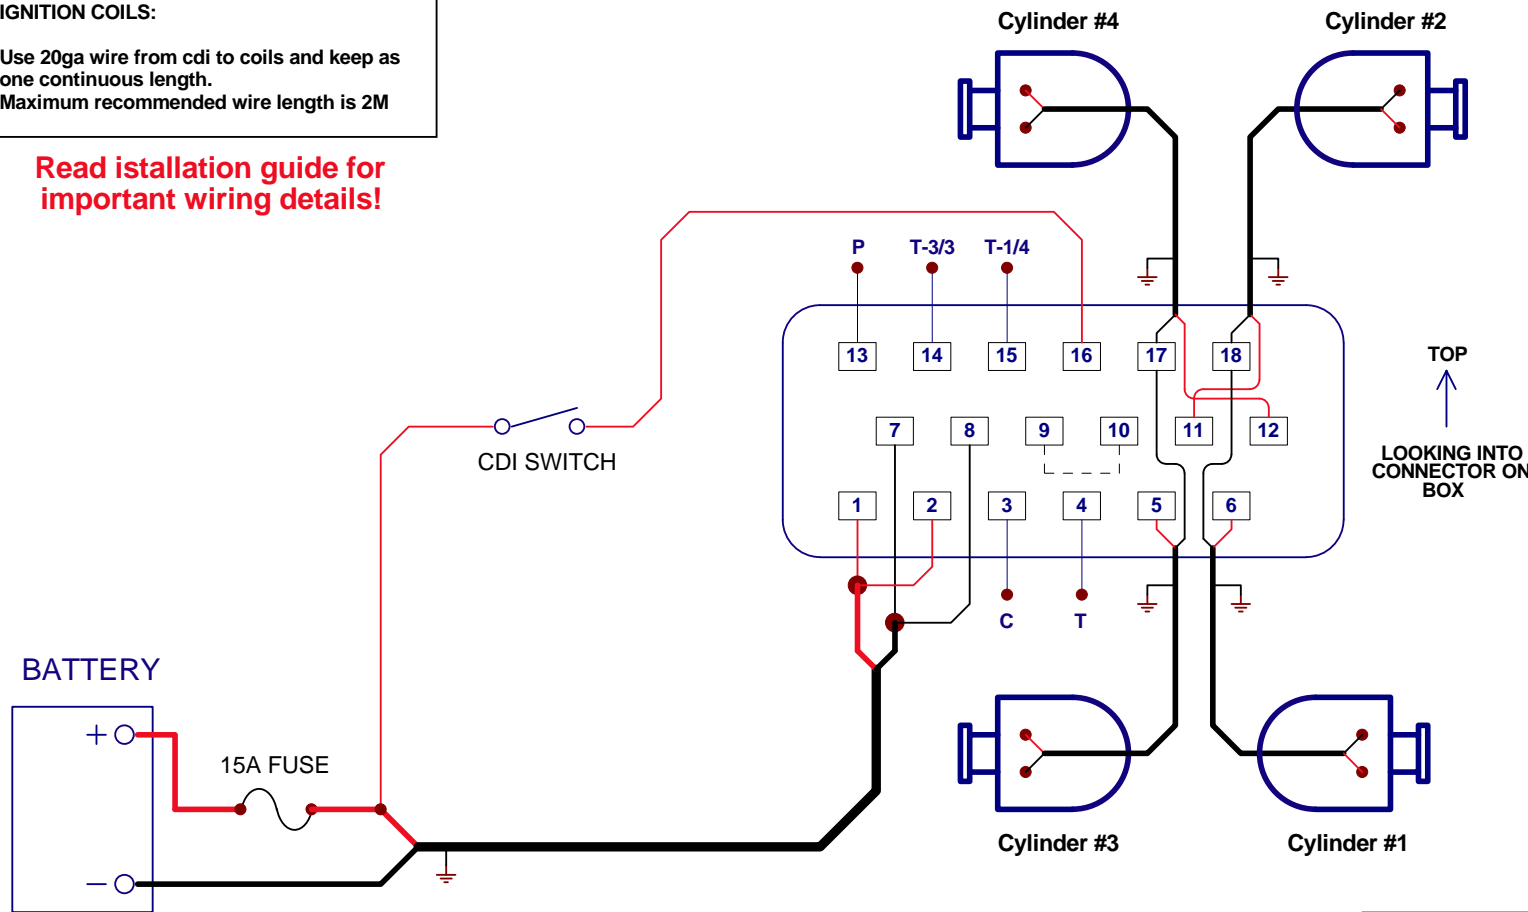 IGNITION COILS:
Use 20ga wire from cdi to coils and keep as
one continuous length.
Maximum recommended wire length is 2M
Read istallation guide for
important wiring details!
Cylinder #4
Cylinder #2
P
T-3/3
T-1/4
13
14
15
16
17
18
TOP
7
8
9
10
11
12
CDI SWITCH
LOOKING INTO
CONNECTOR ON
BOX
1
2
3
4
5
6
C
T
BATTERY
+
15A FUSE
−
Cylinder #3
Cylinder #1